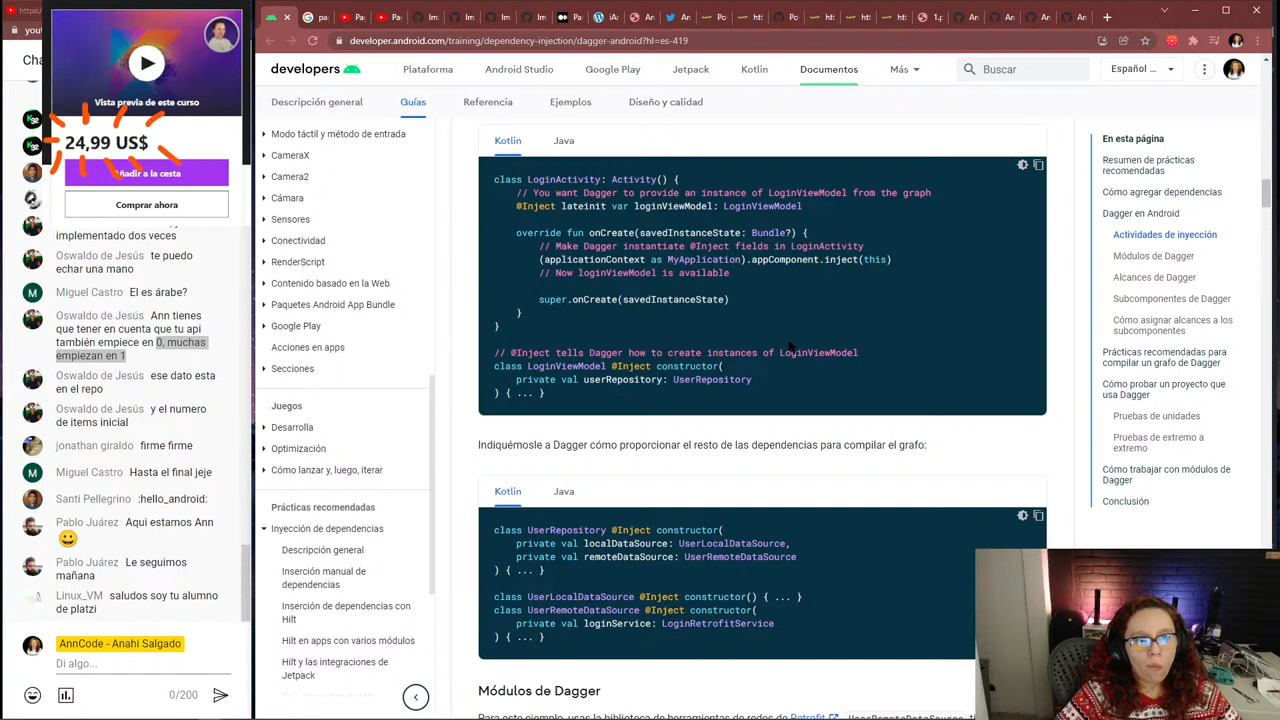 https:/
youtu
Cha
Vista previa de este curso
24,99 US$
Añadir a la cesta
Comprar ahora
implementado dos veces
Oswaldo de Jesús te puedo
echar una mano
Miguel Castro El es árabe?
Oswaldo de Jesús Ann tienes
que tener en cuenta que tu api
también empiece en 0, muchas
empiezan en 1
Oswaldo de Jesús ese dato esta
en el repo
Oswaldo de Jesús y el numero
de items inicial
jonathan giraldo firme firme
Miguel Castro Hasta el final jeje
Santi Pellegrino :hello_android:
Pablo Juárez Aqui estamos Ann
Pablo Juárez Le seguimos
mañana
Linux_VM saludos soy tu alumno
de platzi
AnnCode - Anahi Salgado
Di algo...
0/200
developer.android.com/training/dependency-injection/dagger-android?hl=es-419
developers
Plataforma
Android Studio
Google Play
Jetpack
Kotlin
Documentos
Más
Buscar
Español ...
Descripción general
Guías
Referencia
Ejemplos
Diseño y calidad
Modo táctil y método de entrada
CameraX
Camera2
Cámara
Sensores
Conectividad
RenderScript
Contenido basado en la Web
Paquetes Android App Bundle
Google Play
Acciones en apps
Secciones
Juegos
Desarrolla
Optimización
Cómo lanzar y, luego, iterar
Prácticas recomendadas
Inyección de dependencias
Descripción general
Inserción manual de
dependencias
Inserción de dependencias con
Hilt
Hilt en apps con varios módulos
Hilt y las integraciones de
Jetpack
Kotlin
Java
class LoginActivity: Activity() {
// You want Dagger to provide an instance of LoginViewModel from the graph
@Inject lateinit var loginViewModel: LoginViewModel
override fun onCreate(savedInstanceState: Bundle?) {
// Make Dagger instantiate @Inject fields in LoginActivity
(applicationContext as MyApplication).appComponent.inject(this)
// Now loginViewModel is available
super.onCreate(savedInstanceState)
}
}
// @Inject tells Dagger how to create instances of LoginViewModel
class LoginViewModel @Inject constructor(
private val userRepository: UserRepository
) { ... }
Indiquémosle a Dagger cómo proporcionar el resto de las dependencias para compilar el grafo:
Kotlin
Java
class UserRepository @Inject constructor(
private val localDataSource: UserLocalDataSource,
private val remoteDataSource: UserRemoteDataSource
) { ... }
class UserLocalDataSource @Inject constructor() { ... }
class UserRemoteDataSource @Inject constructor(
private val loginService: LoginRetrofitService
) { ... }
Módulos de Dagger
Para este ejemplo, usas la biblioteca de herramientas de redes de Retrofit
En esta página
Resumen de prácticas
recomendadas
Cómo agregar dependencias
Dagger en Android
Actividades de inyección
Módulos de Dagger
Alcances de Dagger
Subcomponentes de Dagger
Cómo asignar alcances a los
subcomponentes
Prácticas recomendadas para
compilar un grafo de Dagger
Cómo probar un proyecto que
usa Dagger
Pruebas de unidades
Pruebas de extremo a
extremo
Cómo trabajar con módulos de
Dagger
Conclusión